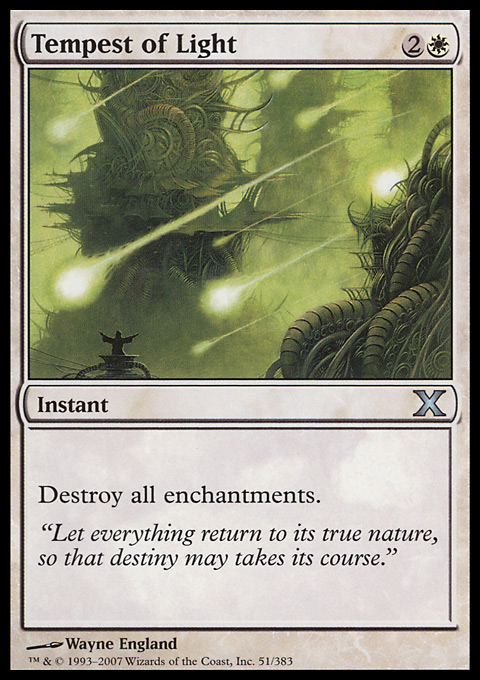 Tempest of Light
2
Instant
X
Destroy all enchantments.
“Let everything return to its true nature,
so that destiny may takes its course.”
Wayne England
™ & © 1993–2007 Wizards of the Coast, Inc. 51/383